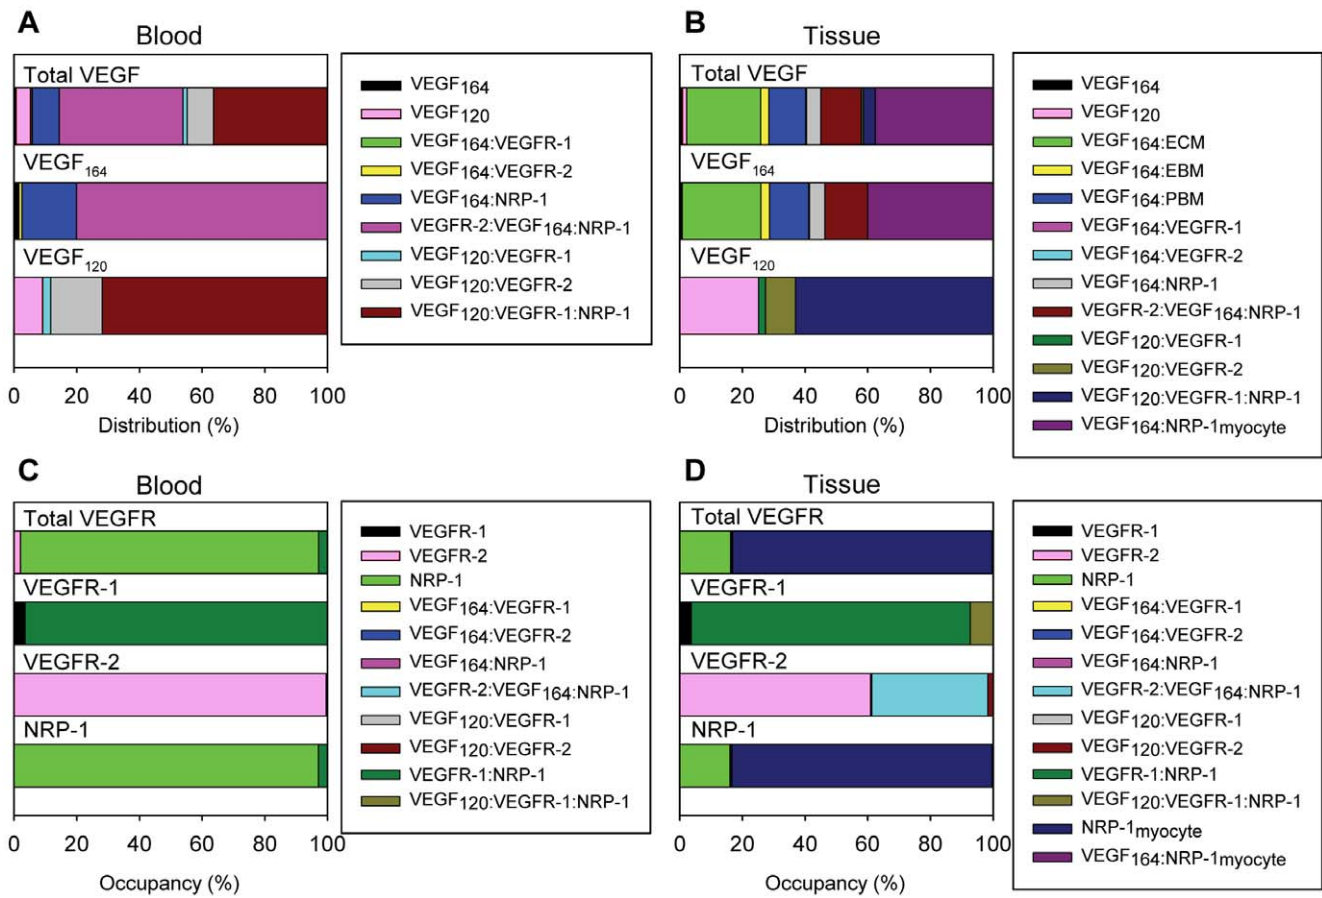 A
Blood
Total VEGF
VEGF164
VEGF120
0 20 40 60 80 100
Distribution (%)
VEGF164
VEGF120
VEGF164:VEGFR-1
VEGF164:VEGFR-2
VEGF164:NRP-1
VEGFR-2:VEGF164:NRP-1
VEGF120:VEGFR-1
VEGF120:VEGFR-2
VEGF120:VEGFR-1:NRP-1
B
Tissue
Total VEGF
VEGF164
VEGF120
0 20 40 60 80 100
Distribution (%)
VEGF164
VEGF120
VEGF164:ECM
VEGF164:EBM
VEGF164:PBM
VEGF164:VEGFR-1
VEGF164:VEGFR-2
VEGF164:NRP-1
VEGFR-2:VEGF164:NRP-1
VEGF120:VEGFR-1
VEGF120:VEGFR-2
VEGF120:VEGFR-1:NRP-1
VEGF164:NRP-1myocyte
C
Blood
Total VEGFR
VEGFR-1
VEGFR-2
NRP-1
0 20 40 60 80 100
Occupancy (%)
VEGFR-1
VEGFR-2
NRP-1
VEGF164:VEGFR-1
VEGF164:VEGFR-2
VEGF164:NRP-1
VEGFR-2:VEGF164:NRP-1
VEGF120:VEGFR-1
VEGF120:VEGFR-2
VEGFR-1:NRP-1
VEGF120:VEGFR-1:NRP-1
D
Tissue
Total VEGFR
VEGFR-1
VEGFR-2
NRP-1
0 20 40 60 80 100
Occupancy (%)
VEGFR-1
VEGFR-2
NRP-1
VEGF164:VEGFR-1
VEGF164:VEGFR-2
VEGF164:NRP-1
VEGFR-2:VEGF164:NRP-1
VEGF120:VEGFR-1
VEGF120:VEGFR-2
VEGFR-1:NRP-1
VEGF120:VEGFR-1:NRP-1
NRP-1myocyte
VEGF164:NRP-1myocyte